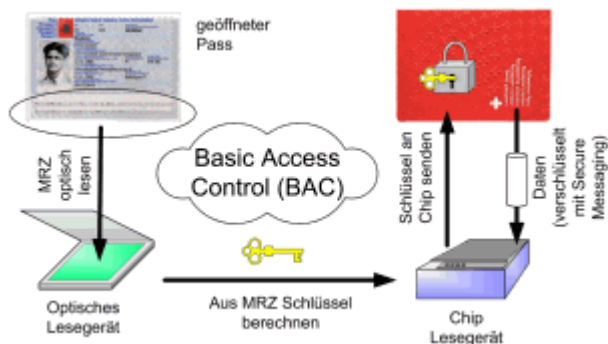 geöffneter
Pass
MRZ
optisch
lesen
Basic Access
Control (BAC)
Schlüssel an
Chip senden
Daten
(verschlüsselt
mit Secure
Messaging)
Optisches
Lesegerät
Aus MRZ Schlüssel
berechnen
Chip
Lesegerät